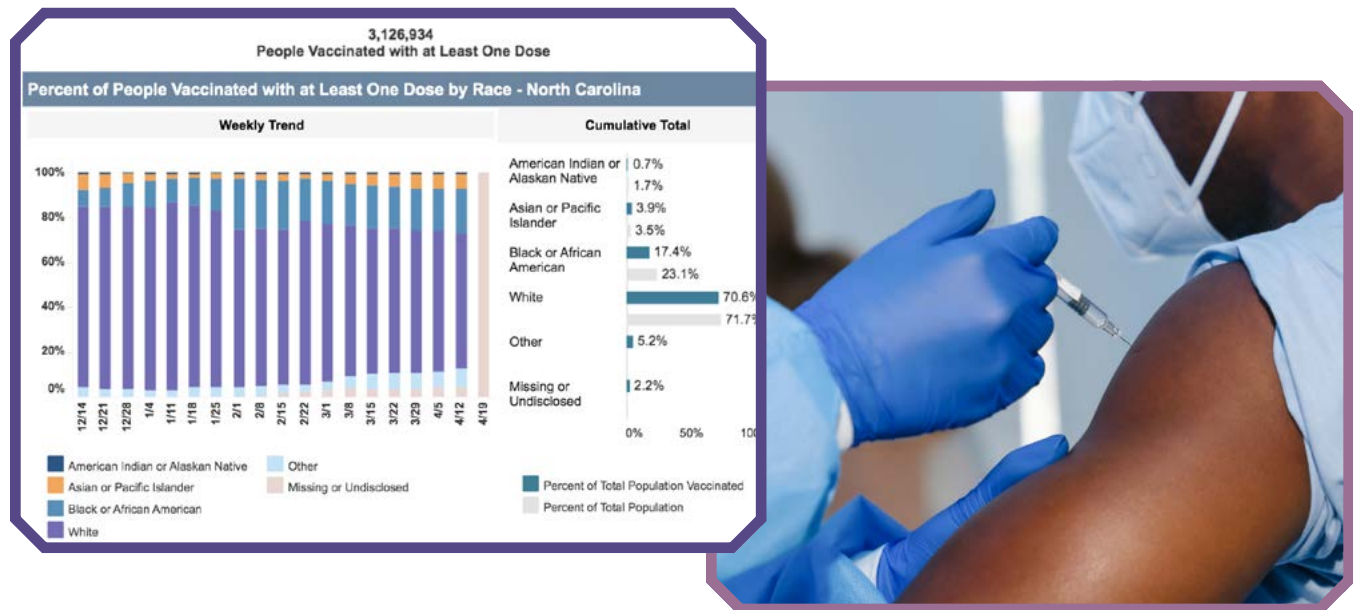 3,126,934
People Vaccinated with at Least One Dose
Percent of People Vaccinated with at Least One Dose by Race - North Carolina
Weekly Trend
Cumulative Total
100%
80%
60%
40%
20%
0%
12/14
12/21
12/28
1/4
1/11
1/18
1/25
2/1
2/8
2/15
2/22
3/1
3/8
3/15
3/22
3/29
4/5
4/12
4/19
American Indian or Alaskan Native
Asian or Pacific Islander
Black or African American
White
Other
Missing or Undisclosed
American Indian or
Alaskan Native
0.7%
1.7%
Asian or Pacific
Islander
3.9%
3.5%
Black or African
American
17.4%
23.1%
White
70.6%
71.7%
Other
5.2%
Missing or
Undisclosed
2.2%
0%
50%
100
Percent of Total Population Vaccinated
Percent of Total Population